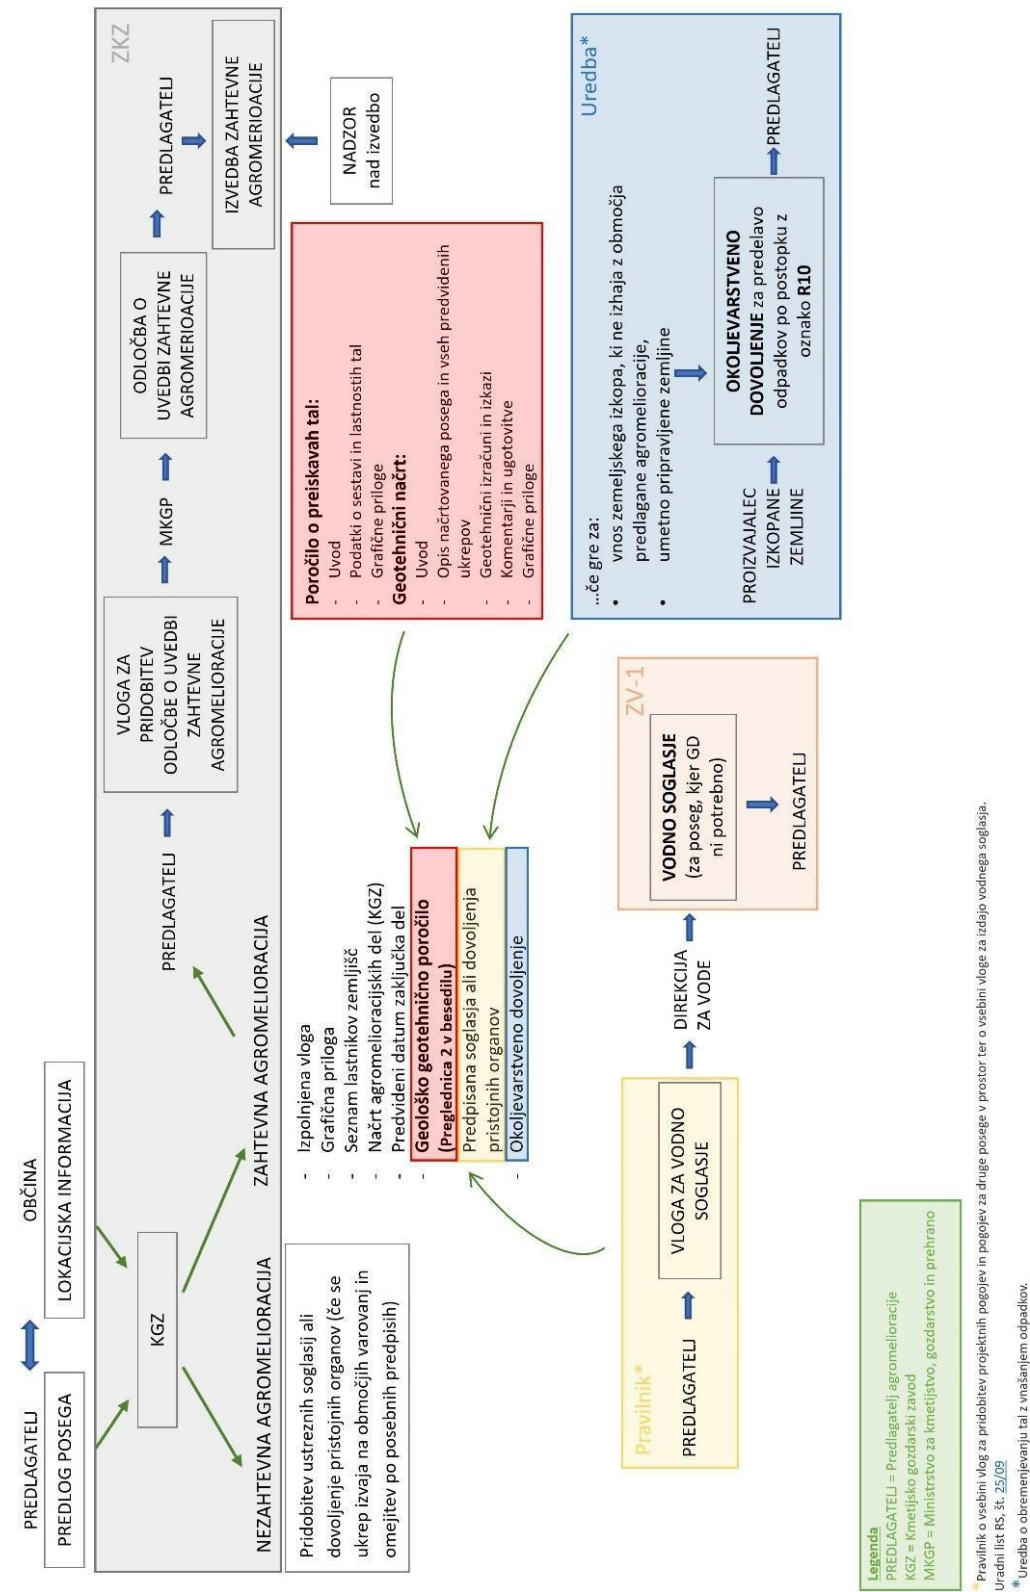 PREDLAGATELJ
OBČINA
PREDLOG POSEGA
LOKACIJSKA INFORMACIJA
ZKZ
KGZ
NEZAHTEVNA AGROMELIORACIJA
ZAHTEVNA AGROMELIORACIJA
PREDLAGATELJ
VLOGA ZA
PRIDOBITEV
ODLOČBE O UVEDBI
ZAHTEVNE
AGROMELIORACIJE
MKGP
ODLOČBA O
UVEDBI ZAHTEVNE
AGROMERIOACIJE
PREDLAGATELJ
IZVEDBA ZAHTEVNE
AGROMERIOACIJE
NADZOR
nad izvedbo
Pridobitev ustreznih soglasij ali
dovoljenje pristojnih organov (če se
ukrep izvaja na območjih varovanj in
omejitev po posebnih predpisih)
- Izpolnjena vloga
- Grafična priloga
- Seznam lastnikov zemljišč
- Načrt agromelioracijskih del (KGZ)
- Predvideni datum zaključka del
- Geološko geotehnično poročilo
(Preglednica 2 v besedilu)
Predpisana soglasja ali dovoljenja
pristojnih organov
- Okoljevarstveno dovoljenje
Poročilo o preiskavah tal:
- Uvod
- Podatki o sestavi in lastnostih tal
- Grafične priloge
Geotehnični načrt:
- Uvod
- Opis načrtovanega posega in vseh predvidenih
ukrepov
- Geotehnični izračuni in izkazi
- Komentarji in ugotovitve
- Grafične priloge
Pravilnik*
PREDLAGATELJ
VLOGA ZA VODNO
SOGLASJE
DIREKCIJA
ZA VODE
ZV-1
VODNO SOGLASJE
(za poseg, kjer GD
ni potrebno)
PREDLAGATELJ
Uredba*
...če gre za:
• vnos zemeljskega izkopa, ki ne izhaja z območja
predlagane agromelioracije,
• umetno pripravljene zemljine
PROIZVAJALEC
IZKOPANE
ZEMLJINE
OKOLJEVARSTVENO
DOVOLJENJE za predelavo
odpadkov po postopku z
oznako R10
PREDLAGATELJ
Legenda
PREDLAGATELJ = Predlagatelj agromelioracije
KGZ = Kmetijsko gozdarski zavod
MKGP = Ministrstvo za kmetijstvo, gozdarstvo in prehrano
*Pravilnik o vsebini vlog za pridobitev projektnih pogojev in pogojev za druge posege v prostor ter o vsebini vloge za izdajo vodnega soglasja.
Uradni list RS, št. 25/09
* Uredba o obremenjevanju tal z vnašanjem odpadkov.